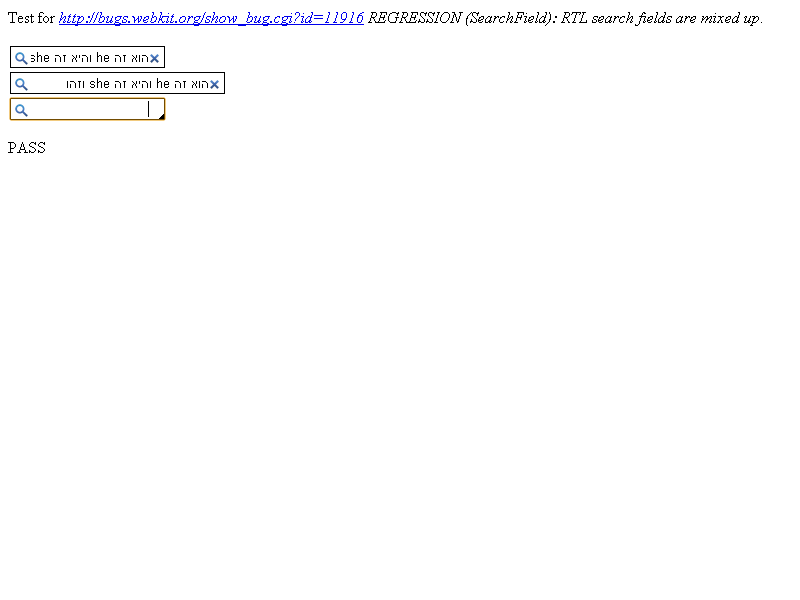 Test for http://bugs.webkit.org/show_bug.cgi?id=11916 REGRESSION (SearchField): RTL search fields are mixed up.
הוא זה he והיא זה she
הוא זה he והיא זה she וזהו
PASS